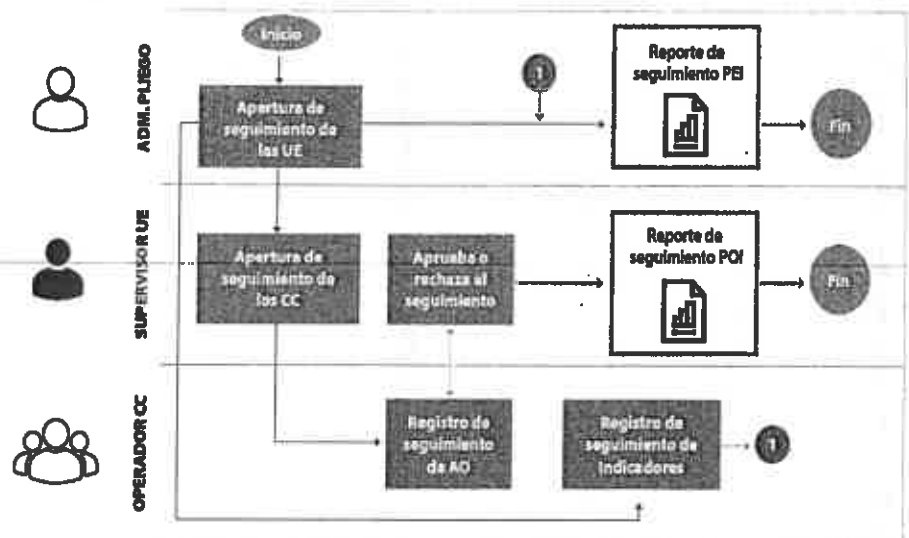 ADM. PLIEGO
Inicio
Apertura de
seguimiento de
las UE
1
Reporte de
seguimiento PEI
Fin
SUPERVISOR UE
Apertura de
seguimiento de
los CC
Aprueba o
rechaza el
seguimiento
Reporte de
seguimiento POI
Fin
OPERADOR CC
Registro de
seguimiento
de AO
Registro de
seguimiento de
Indicadores
1